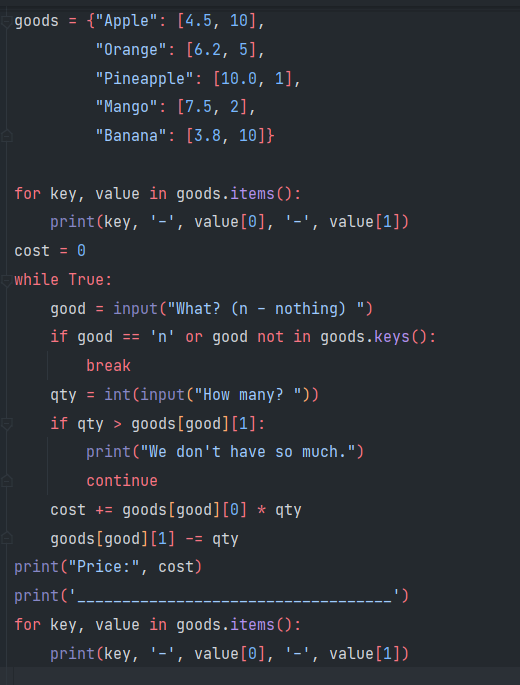 goods = {"Apple": [4.5, 10],
         "Orange": [6.2, 5],
         "Pineapple": [10.0, 1],
         "Mango": [7.5, 2],
         "Banana": [3.8, 10]}

for key, value in goods.items():
    print(key, '-', value[0], '-', value[1])
cost = 0
while True:
    good = input("What? (n - nothing) ")
    if good == 'n' or good not in goods.keys():
        break
    qty = int(input("How many? "))
    if qty > goods[good][1]:
        print("We don't have so much.")
        continue
    cost += goods[good][0] * qty
    goods[good][1] -= qty
print("Price:", cost)
print('___________________________________')
for key, value in goods.items():
    print(key, '-', value[0], '-', value[1])